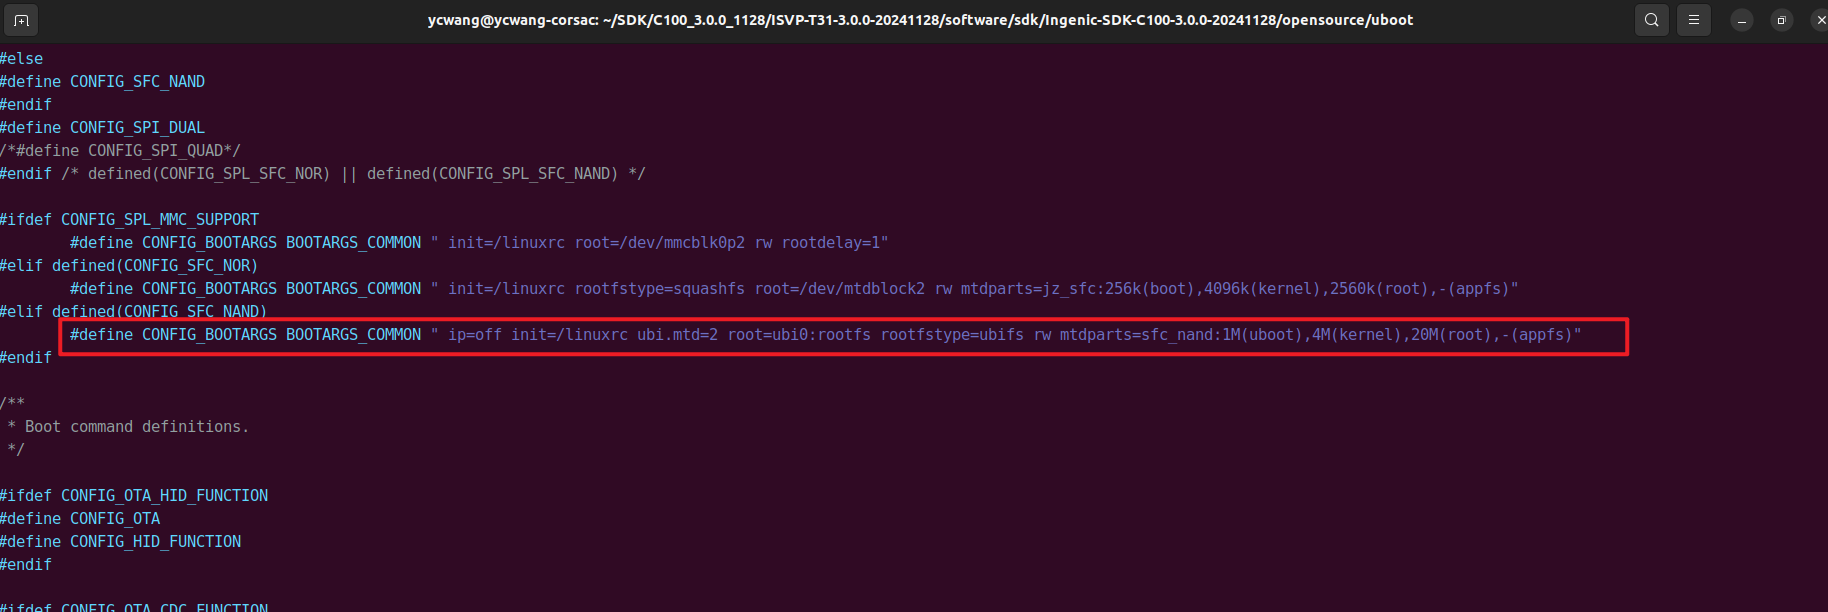 ycwang@ycwang-corsac: ~/SDK/C100_3.0.0_1128/ISVP-T31-3.0.0-20241128/software/sdk/Ingenic-SDK-C100-3.0.0-20241128/opensource/uboot
#else
#define CONFIG_SFC_NAND
#endif
#define CONFIG_SPI_DUAL
/*#define CONFIG_SPI_QUAD*/
#endif /* defined(CONFIG_SPL_SFC_NOR) || defined(CONFIG_SPL_SFC_NAND) */
#ifdef CONFIG_SPL_MMC_SUPPORT
#define CONFIG_BOOTARGS BOOTARGS_COMMON " init=/linuxrc root=/dev/mmcblk0p2 rw rootdelay=1"
#elif defined(CONFIG_SFC_NOR)
#define CONFIG_BOOTARGS BOOTARGS_COMMON " init=/linuxrc rootfstype=squashfs root=/dev/mtdblock2 rw mtdparts=jz_sfc:256k(boot),4096k(kernel),2560k(root),-(appfs)"
#elif defined(CONFIG_SFC_NAND)
#define CONFIG_BOOTARGS BOOTARGS_COMMON " ip=off init=/linuxrc ubi.mtd=2 root=ubi0:rootfs rootfstype=ubifs rw mtdparts=sfc_nand:1M(uboot),4M(kernel),20M(root),-(appfs)"
#endif
/**
* Boot command definitions.
*/
#ifdef CONFIG_OTA_HID_FUNCTION
#define CONFIG_OTA
#define CONFIG_HID_FUNCTION
#endif
#ifdef CONFIG_OTA_CDC_FUNCTION